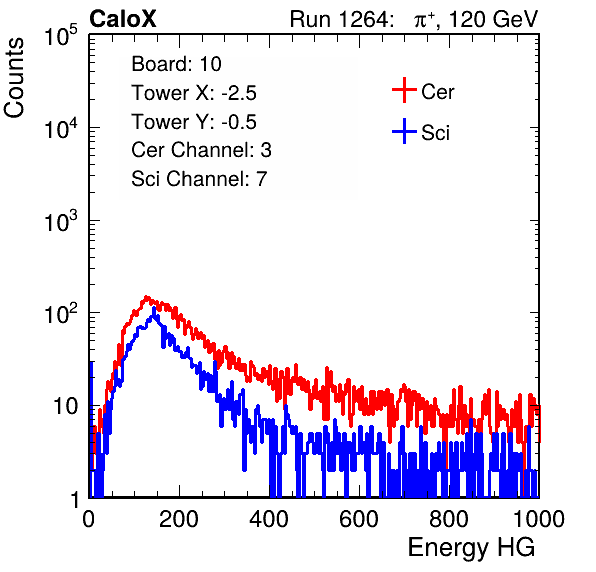 CaloX Run 1264: π⁺, 120 GeV
Counts
10⁵
10⁴
10³
10²
10
1
Board: 10
Tower X: -2.5
Tower Y: -0.5
Cer Channel: 3
Sci Channel: 7
Cer
Sci
0 200 400 600 800 1000
Energy HG